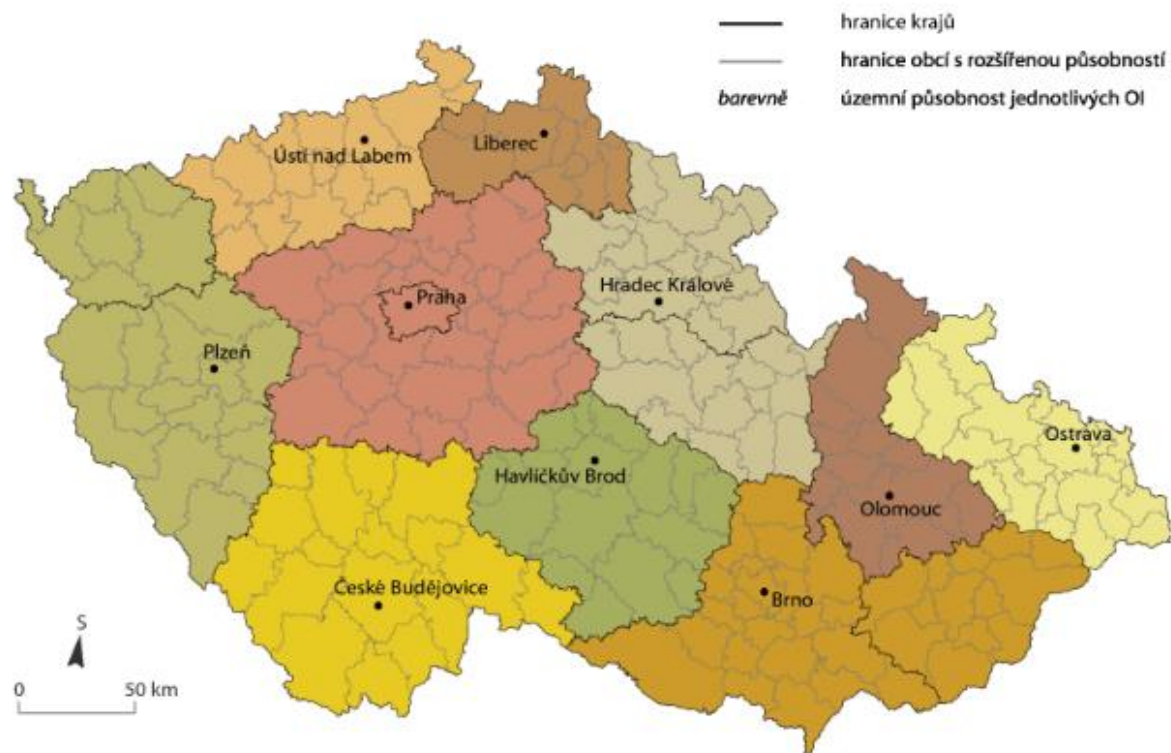 hranice krajů
hranice obcí s rozšířenou působností
barevně územní působnost jednotlivých OI
Ústí nad Labem
Liberec
Praha
Hradec Králové
Plzeň
Ostrava
Havlíčkův Brod
Olomouc
České Budějovice
Brno
S
0 50 km